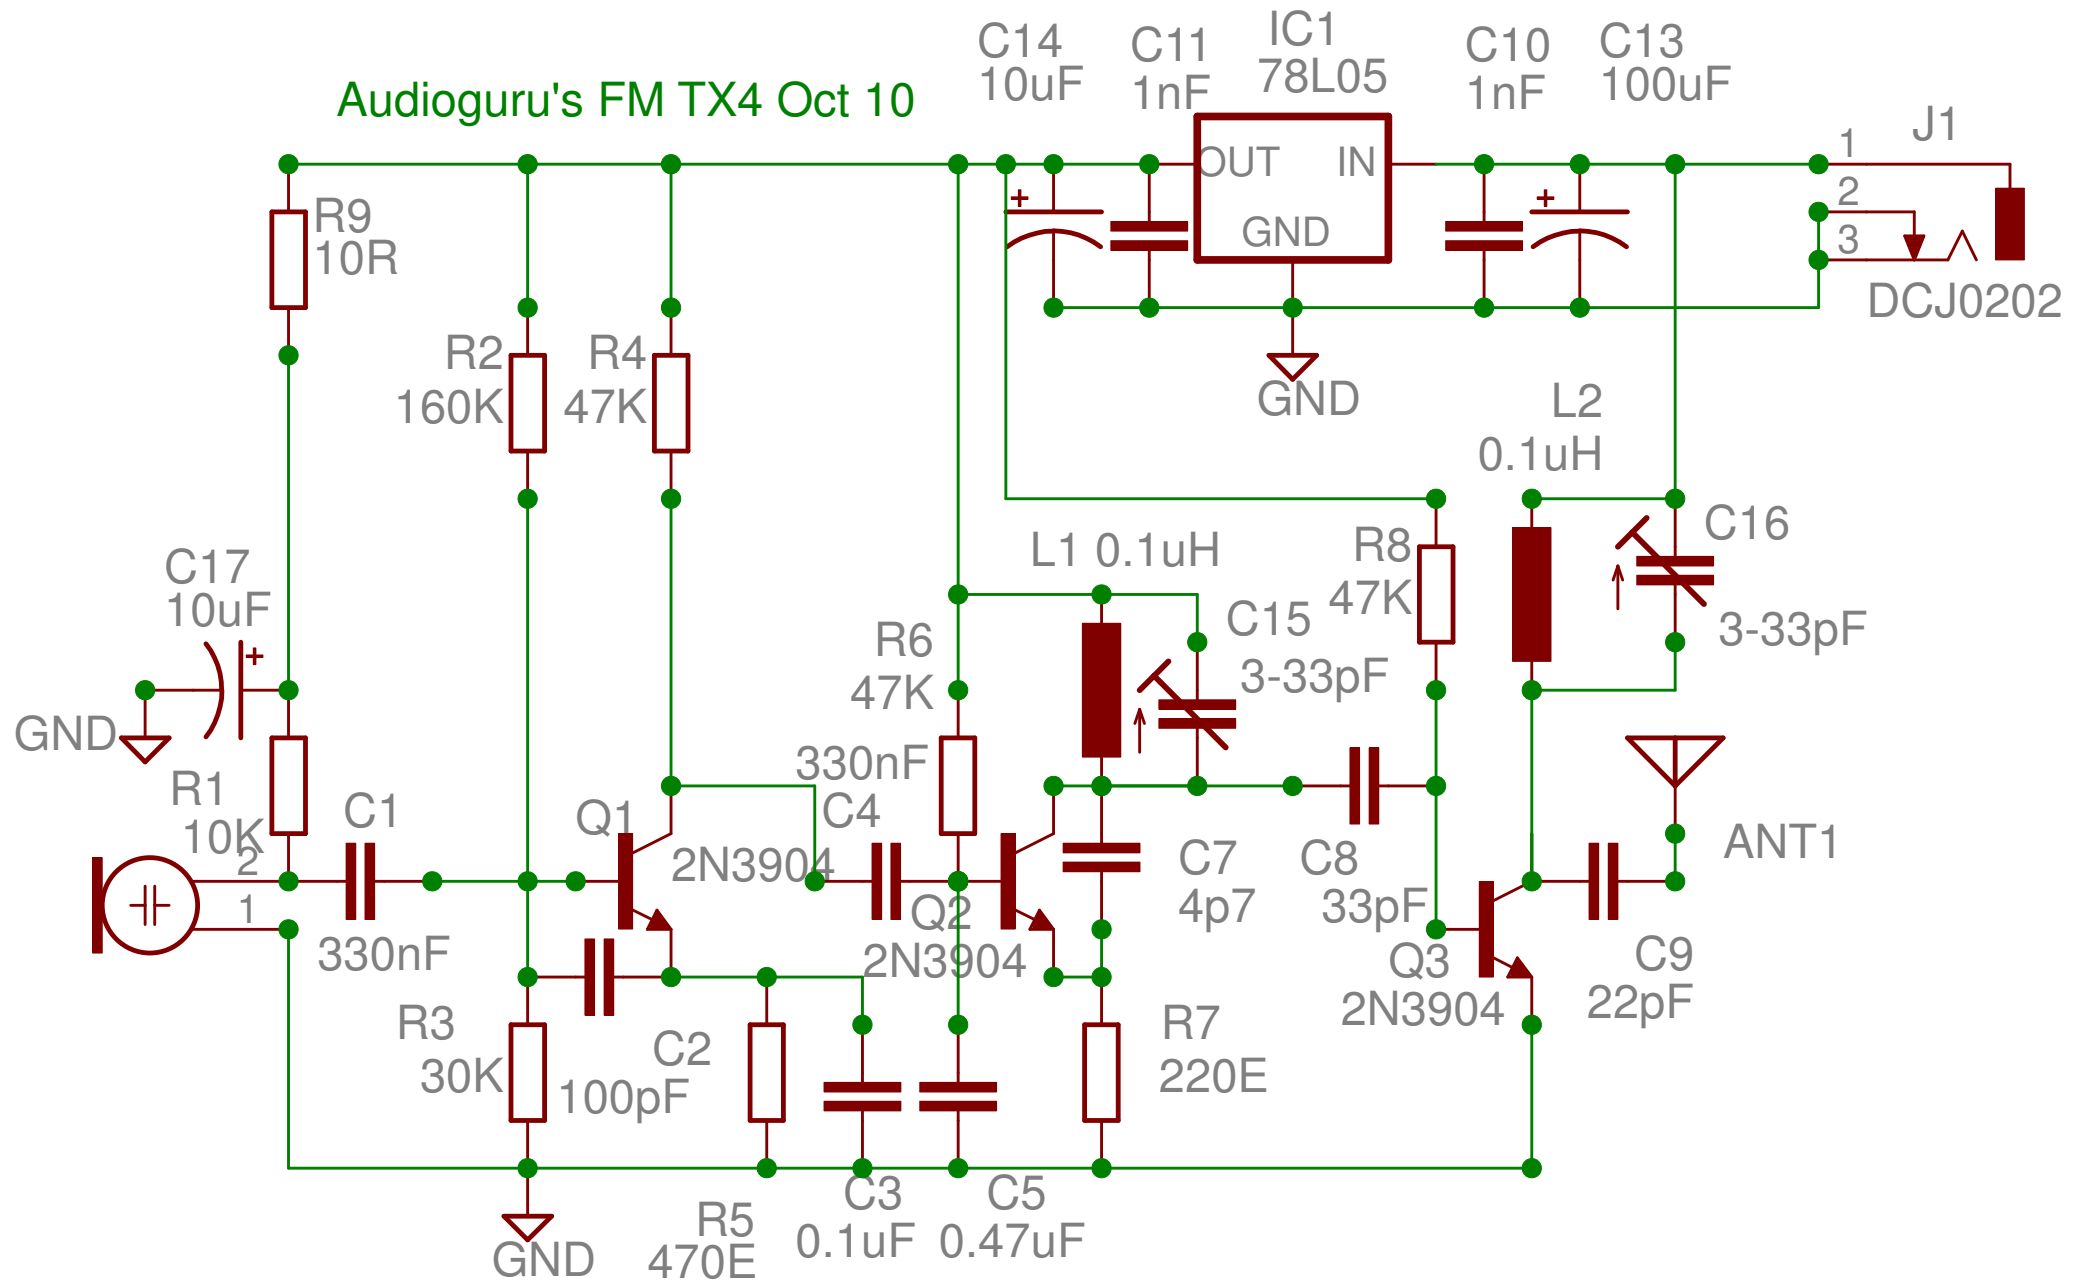 C14
10uF
C11
1nF
IC1
78L05
C10
1nF
C13
100uF
Audioguru's FM TX4 Oct 10
J1
1
2
3
DCJ0202
OUT
IN
GND
+
+
GND
R9
10R
R2
160K
R4
47K
L2
0.1uH
C16
3-33pF
L1 0.1uH
R8
47K
C15
3-33pF
C17
10uF
+
GND
R6
47K
R1
10K
2
1
C1
330nF
Q1
2N3904
330nF
C4
Q2
2N3904
C7
4p7
C8
33pF
ANT1
Q3
2N3904
C9
22pF
R3
30K
C2
100pF
R7
220E
C3
0.1uF
C5
0.47uF
R5
470E
GND